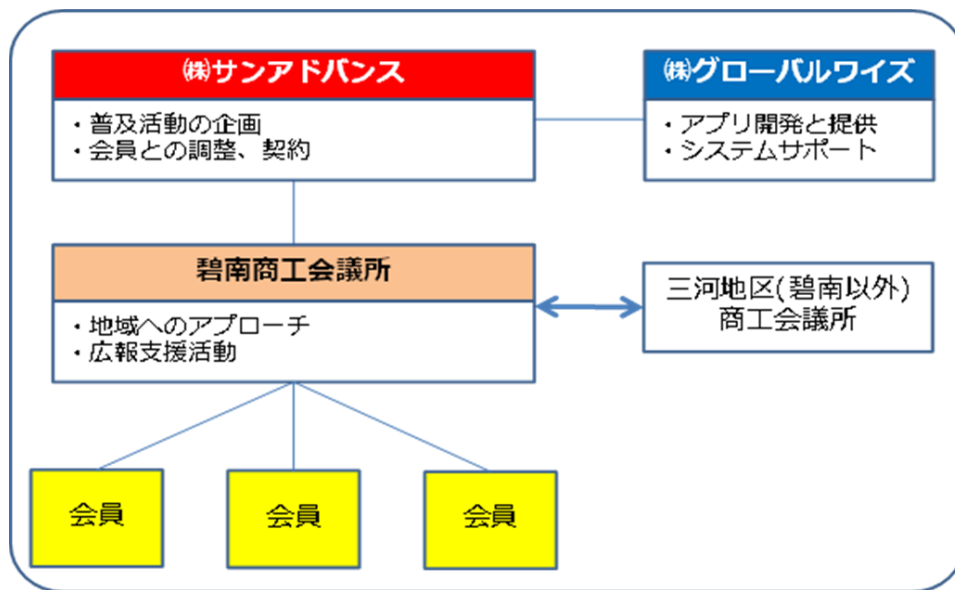 ㈱サンアドバンス
・普及活動の企画
・会員との調整、契約
㈱グローバルワイズ
・アプリ開発と提供
・システムサポート
碧南商工会議所
・地域へのアプローチ
・広報支援活動
三河地区(碧南以外)
商工会議所
会員
会員
会員